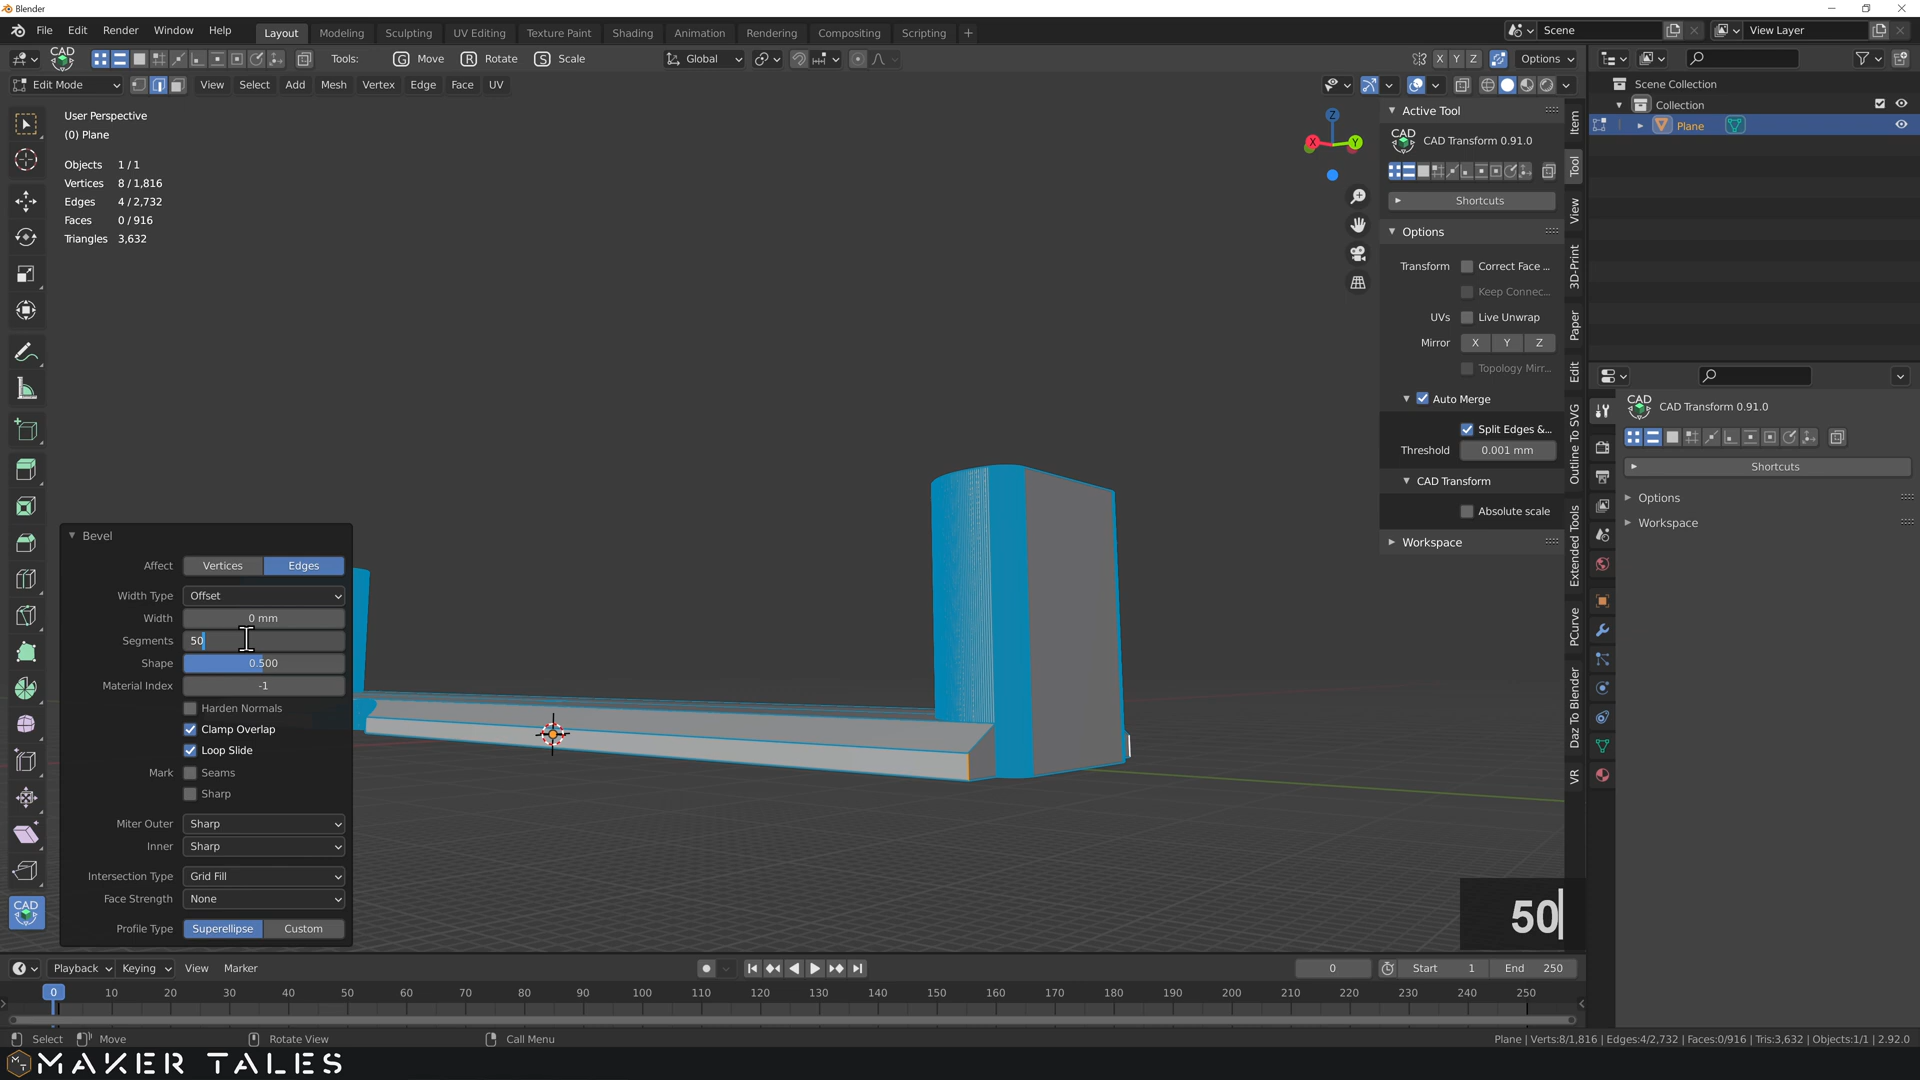 Blender
File Edit Render Window Help Layout Modeling Sculpting UV Editing Texture Paint Shading Animation Rendering Compositing Scripting + Scene View Layer
CAD Tools: G Move R Rotate S Scale Global X Y Z Options
Edit Mode View Select Add Mesh Vertex Edge Face UV
User Perspective
(0) Plane
Objects 1 / 1
Vertices 8 / 1,816
Edges 4 / 2,732
Faces 0 / 916
Triangles 3,632
Z
X Y
Bevel
Affect Vertices Edges
Width Type Offset
Width 0 mm
Segments 50
Shape 0.500
Material Index -1
Harden Normals
Clamp Overlap
Loop Slide
Mark Seams
Sharp
Miter Outer Sharp
Inner Sharp
Intersection Type Grid Fill
Face Strength None
Profile Type Superellipse Custom
CAD
50
Active Tool
CAD CAD Transform 0.91.0
Shortcuts
Options
Transform Correct Face ...
Keep Connec...
UVs Live Unwrap
Mirror X Y Z
Topology Mirr...
Auto Merge
Split Edges &...
Threshold 0.001 mm
CAD Transform
Absolute scale
Workspace
Item
Tool
View
3D-Print
Paper
Edit
Outline To SVG
Extended Tools
PCurve
Daz To Blender
VR
Scene Collection
Collection
Plane
CAD CAD Transform 0.91.0
Shortcuts
Options
Workspace
Playback Keying View Marker 0 Start 1 End 250
0 10 20 30 40 50 60 70 80 90 100 110 120 130 140 150 160 170 180 190 200 210 220 230 240 250
Select Move Rotate View Call Menu Plane | Verts:8/1,816 | Edges:4/2,732 | Faces:0/916 | Tris:3,632 | Objects:1/1 | 2.92.0
MAKER TALES